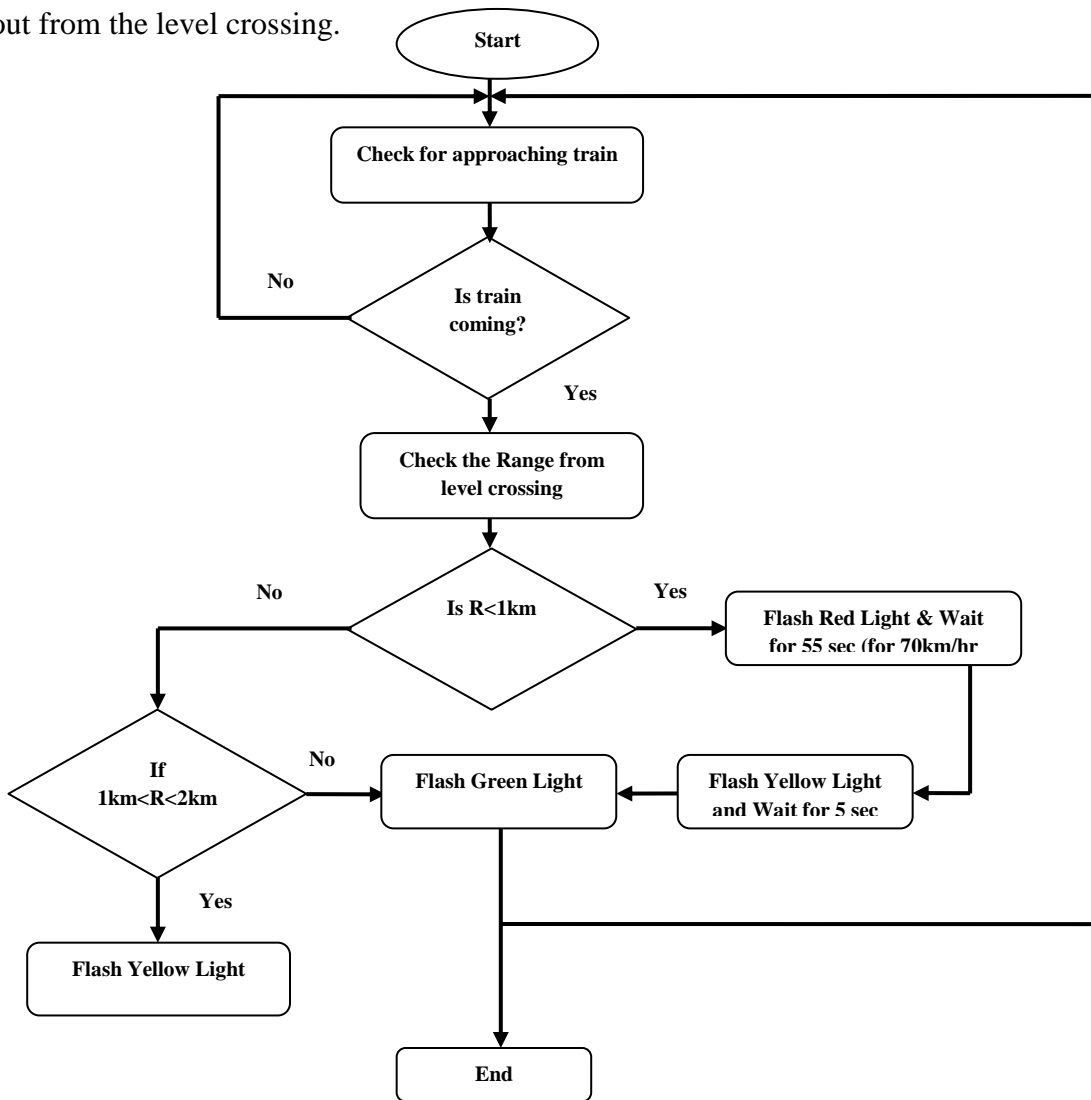 out from the level crossing.
Start
Check for approaching train
No
Is train
coming?
Yes
Check the Range from
level crossing
No
Is R<1km
Yes
Flash Red Light & Wait
for 55 sec (for 70km/hr
If
1km<R<2km
No
Flash Green Light
Flash Yellow Light
and Wait for 5 sec
Yes
Flash Yellow Light
End